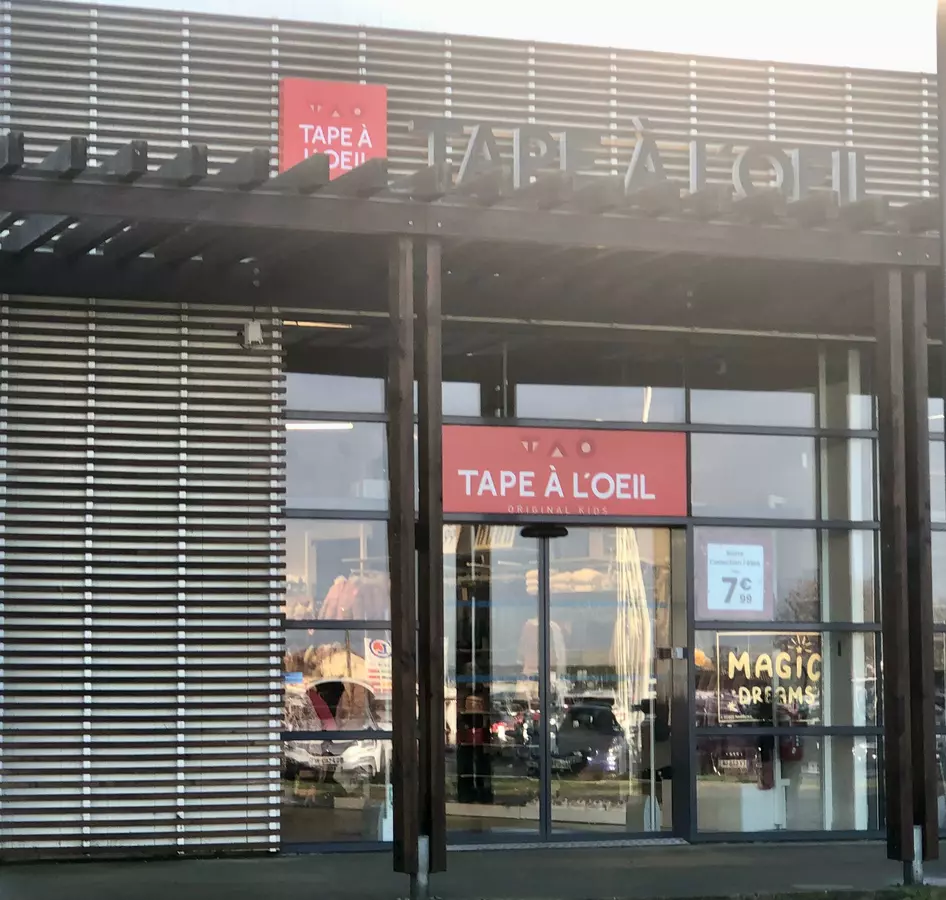 TAPE À
L'OEIL
TAPE À L'OEIL
TAPE À L'OEIL
ORIGINAL KIDS
7€99
MAGIC
DREAMS